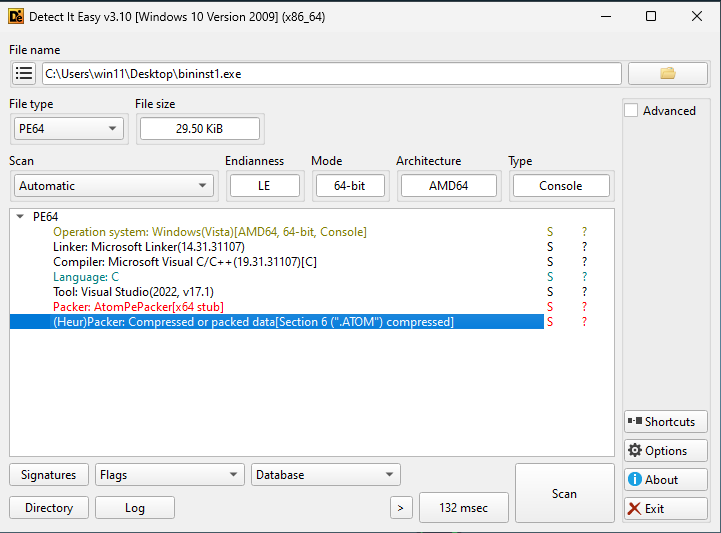 Detect It Easy v3.10 [Windows 10 Version 2009] (x86_64)
File name
C:\Users\win11\Desktop\bininst1.exe
File type File size
PE64 29.50 KiB
Advanced
Scan Endianness Mode Architecture Type
Automatic LE 64-bit AMD64 Console
PE64
Operation system: Windows(Vista)[AMD64, 64-bit, Console] S ?
Linker: Microsoft Linker(14.31.31107) S ?
Compiler: Microsoft Visual C/C++(19.31.31107)[C] S ?
Language: C S ?
Tool: Visual Studio(2022, v17.1) S ?
Packer: AtomPePacker[x64 stub] S ?
(Heur)Packer: Compressed or packed data[Section 6 (".ATOM") compressed] S ?
Shortcuts
Options
About
Exit
Signatures Flags Database
Scan
Directory Log > 132 msec